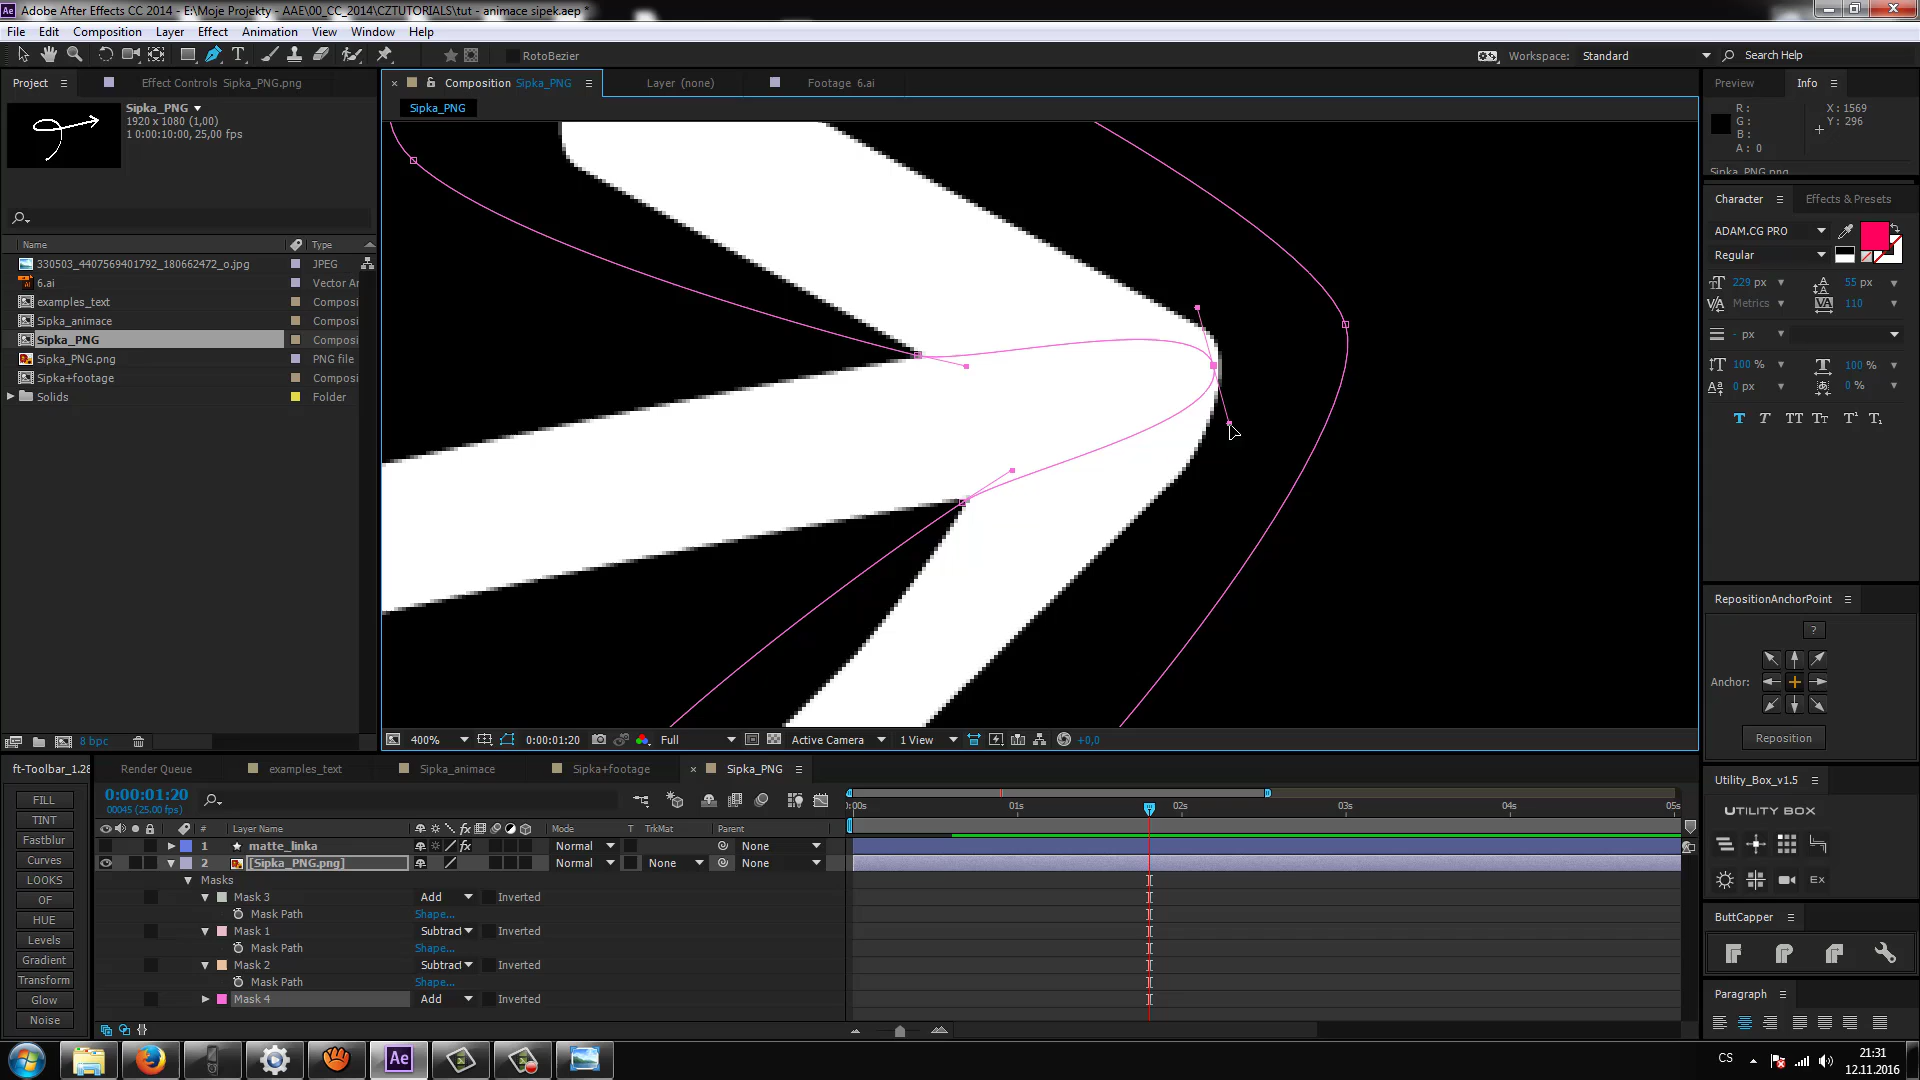 Adobe After Effects CC 2014 - E:\Moje Projekty - AAE\00_CC_2014\CZTUTORIALS\tut - animace sipek.aep *
File Edit Composition Layer Effect Animation View Window Help
RotoBezier
Workspace: Standard
Search Help
Project
Effect Controls Sipka_PNG.png
Sipka_PNG
1920 x 1080 (1,00)
Δ 0:00:10:00, 25,00 fps
Name Type
330503_4407569401792_180662472_o.jpg JPEG
6.ai Vector Ar
examples_text Composi
Sipka_animace Composi
Sipka_PNG Composi
Sipka_PNG.png PNG file
Sipka+footage Composi
Solids Folder
8 bpc
Composition Sipka_PNG
Layer (none)
Footage 6.ai
Sipka_PNG
400%
0:00:01:20
Full
Active Camera
1 View
+0,0
Preview Info
R :
G :
B :
A : 0
X : 1569
Y : 296
Sipka_PNG.png
Character Effects & Presets
ADAM.CG PRO
Regular
229 px 55 px
Metrics 110
- px
100 % 100 %
0 px 0 %
T T TT Tт T¹ T₁
RepositionAnchorPoint
?
Anchor:
Reposition
Utility_Box_v1.5
UTILITY BOX
EX
ButtCapper
Paragraph
ft-Toolbar_1.28
FILL
TINT
Fastblur
Curves
LOOKS
OF
HUE
Levels
Gradient
Transform
Glow
Noise
Render Queue examples_text Sipka_animace Sipka+footage Sipka_PNG
0:00:01:20
00045 (25.00 fps)
# Layer Name Mode T TrkMat Parent
1 matte_linka Normal None
2 [Sipka_PNG.png] Normal None None
Masks
Mask 3 Add Inverted
Mask Path Shape...
Mask 1 Subtract Inverted
Mask Path Shape...
Mask 2 Subtract Inverted
Mask Path Shape...
Mask 4 Add Inverted
:00s 01s 02s 03s 04s 05s
CS
21:31
12.11.2016